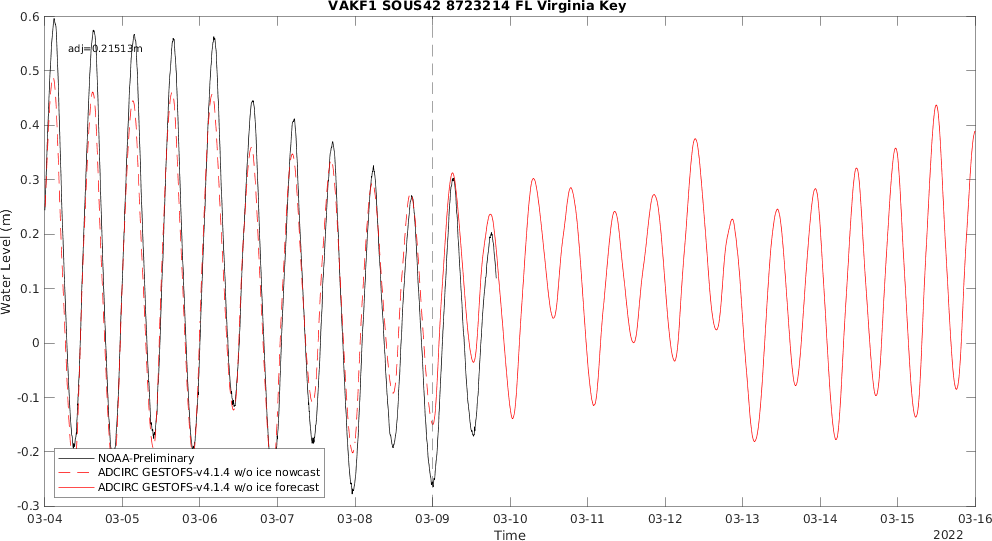 VAKF1 SOUS42 8723214 FL Virginia Key
adj=0.21513m
Water Level (m)
0.6
0.5
0.4
0.3
0.2
0.1
0
-0.1
-0.2
-0.3
NOAA-Preliminary
ADCIRC GESTOFS-v4.1.4 w/o ice nowcast
ADCIRC GESTOFS-v4.1.4 w/o ice forecast
03-04 03-05 03-06 03-07 03-08 03-09 03-10 03-11 03-12 03-13 03-14 03-15 03-16
Time
2022